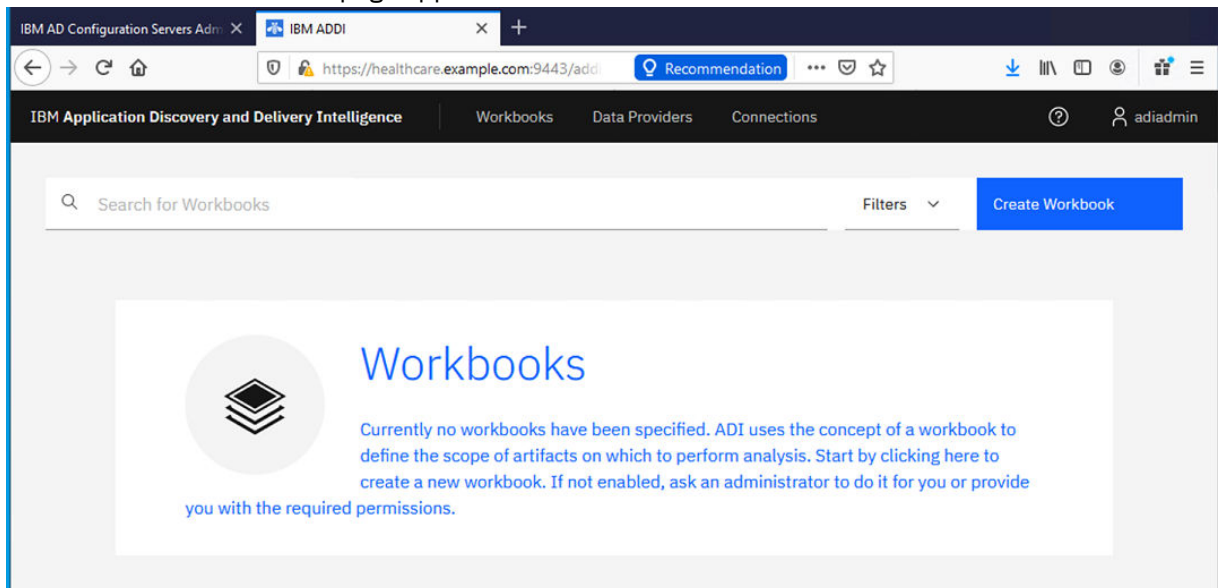 IBM AD Configuration Servers Adm
IBM ADDI
https://healthcare.example.com:9443/add
Recommendation
IBM Application Discovery and Delivery Intelligence
Workbooks
Data Providers
Connections
adiadmin
Search for Workbooks
Filters
Create Workbook
Workbooks
Currently no workbooks have been specified. ADI uses the concept of a workbook to
define the scope of artifacts on which to perform analysis. Start by clicking here to
create a new workbook. If not enabled, ask an administrator to do it for you or provide
you with the required permissions.